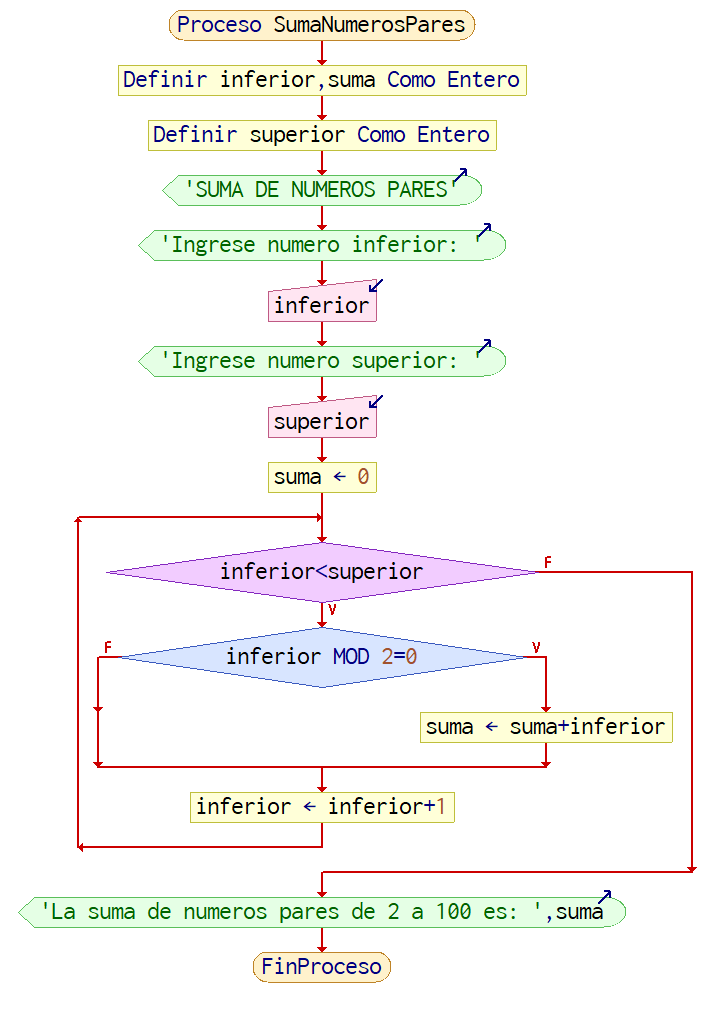 Proceso SumaNumerosPares
Definir inferior,suma Como Entero
Definir superior Como Entero
'SUMA DE NUMEROS PARES'
'Ingrese numero inferior: '
inferior
'Ingrese numero superior: '
superior
suma ← 0
inferior<superior
F
V
inferior MOD 2=0
F
V
suma ← suma+inferior
inferior ← inferior+1
'La suma de numeros pares de 2 a 100 es: ',suma
FinProceso